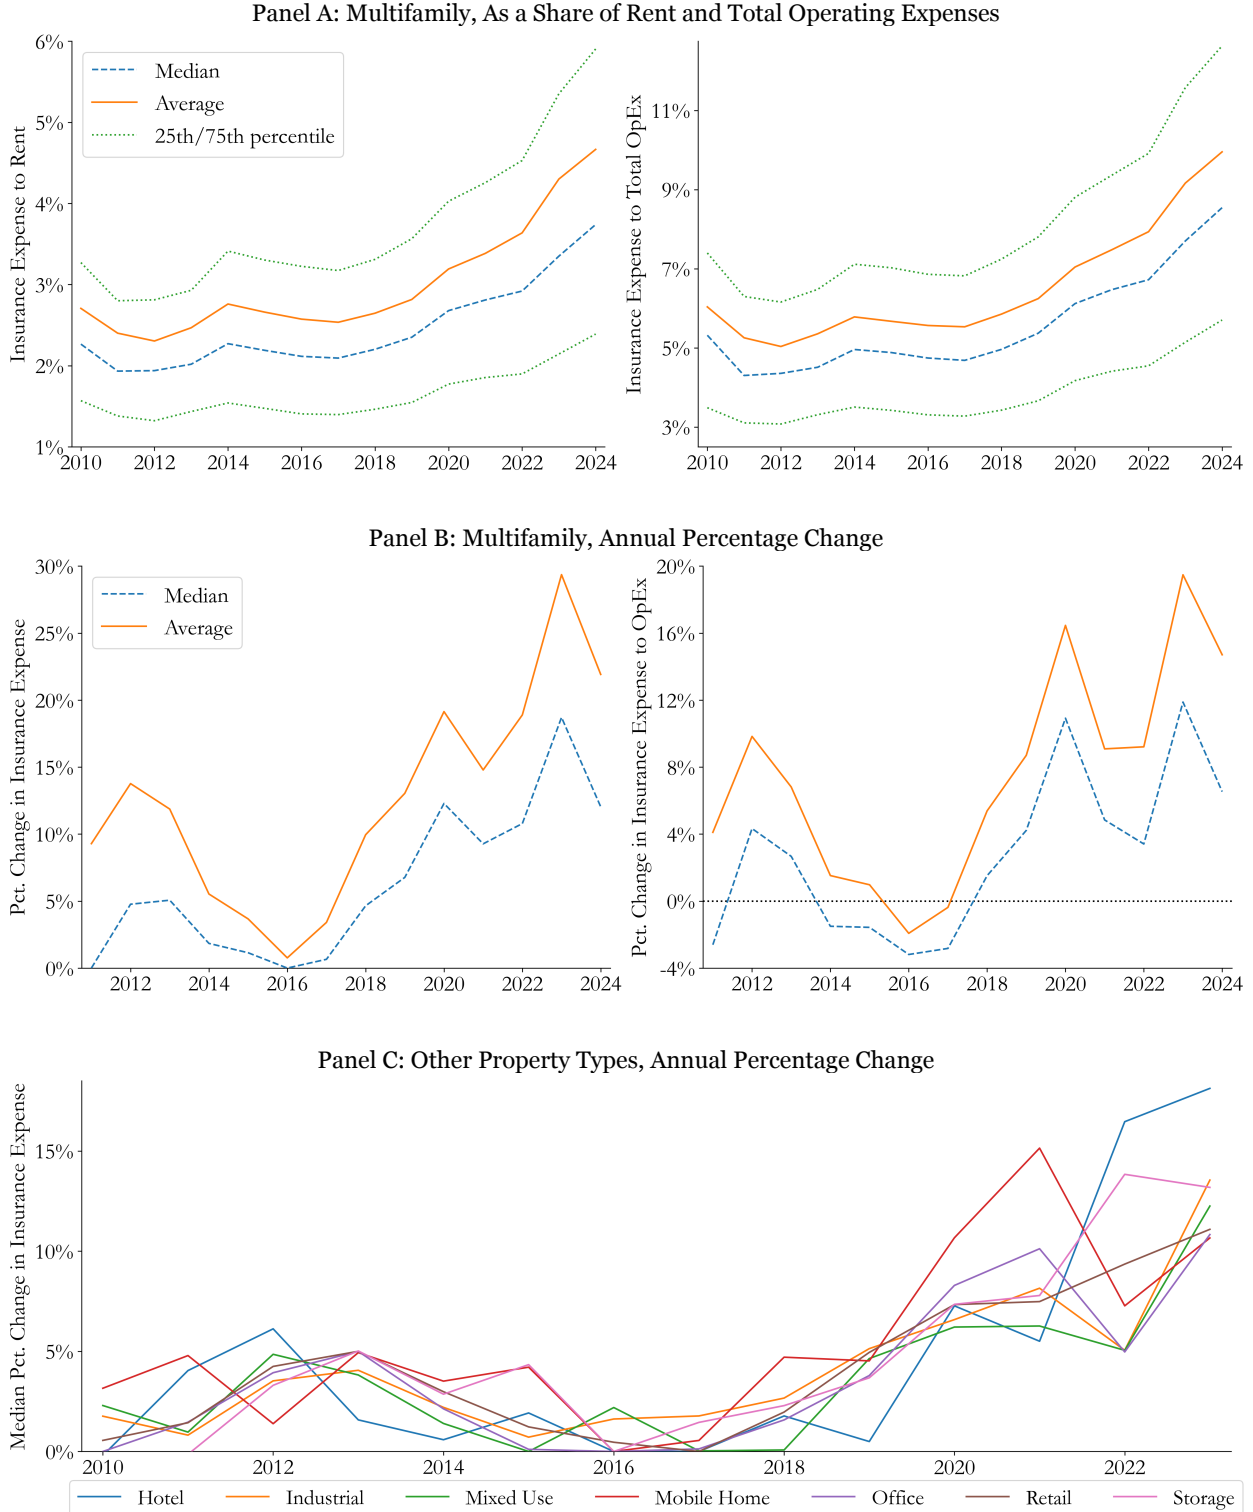 Panel A: Multifamily, As a Share of Rent and Total Operating Expenses
Insurance Expense to Rent
6%
5%
4%
3%
2%
1%
Median
Average
25th/75th percentile
2010 2012 2014 2016 2018 2020 2022 2024
Insurance Expense to Total OpEx
11%
9%
7%
5%
3%
2010 2012 2014 2016 2018 2020 2022 2024
Panel B: Multifamily, Annual Percentage Change
Pct. Change in Insurance Expense
30%
25%
20%
15%
10%
5%
0%
Median
Average
2012 2014 2016 2018 2020 2022 2024
Pct. Change in Insurance Expense to OpEx
20%
16%
12%
8%
4%
0%
-4%
2012 2014 2016 2018 2020 2022 2024
Panel C: Other Property Types, Annual Percentage Change
Median Pct. Change in Insurance Expense
15%
10%
5%
0%
2010 2012 2014 2016 2018 2020 2022
Hotel Industrial Mixed Use Mobile Home Office Retail Storage